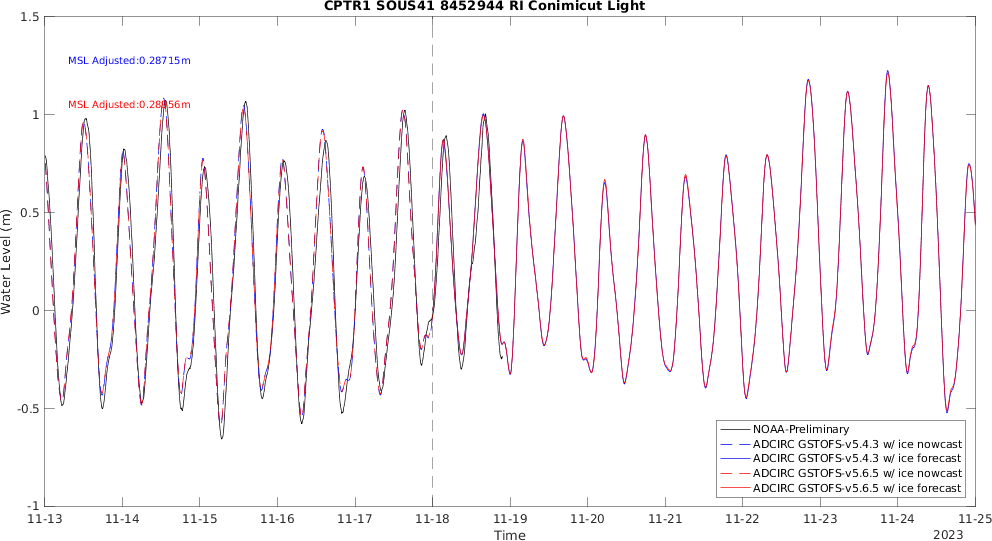 CPTR1 SOUS41 8452944 RI Conimicut Light
1.5
MSL Adjusted:0.28715m
MSL
1
0.5
0
-0.5
-1
Water Level (m)
NOAA-Preliminary
ADCIRC GSTOFS-v5.4.3 w/ ice nowcast
ADCIRC GSTOFS-v5.4.3 w/ ice forecast
ADCIRC GSTOFS-v5.6.5 w/ ice nowcast
ADCIRC GSTOFS-v5.6.5 w/ ice forecast
11-13 11-14 11-15 11-16 11-17 11-18 11-19 11-20 11-21 11-22 11-23 11-24 11-25
Time
2023